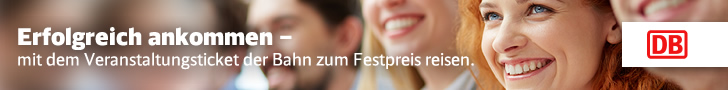 Erfolgreich ankommen –
mit dem Veranstaltungsticket der Bahn zum Festpreis reisen.
DB